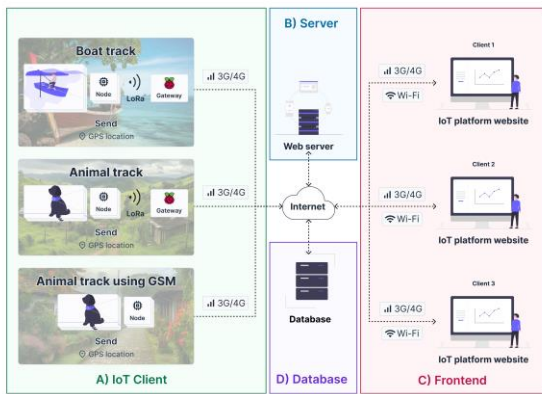 Boat track
Node
LoRa
Gateway
Send
GPS location
3G/4G
Animal track
Node
LoRa
Gateway
Send
GPS location
3G/4G
Animal track using GSM
Node
Send
GPS location
3G/4G
A) IoT Client
B) Server
Web server
Internet
Database
D) Database
Client 1
3G/4G
Wi-Fi
IoT platform website
Client 2
3G/4G
Wi-Fi
IoT platform website
Client 3
3G/4G
Wi-Fi
IoT platform website
C) Frontend